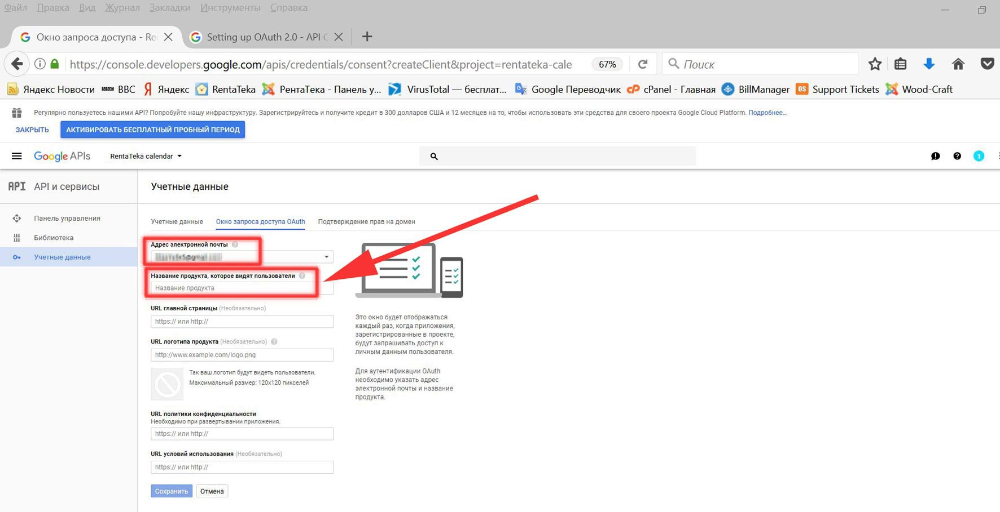 Файл Правка Вид Журнал Закладки Инструменты Справка
Окно запроса доступа - Re
Setting up OAuth 2.0 - API
https://console.developers.google.com/apis/credentials/consent?createClient&project=rentateka-cale
67%
Поиск
Яндекс Новости BBC Яндекс RentaTeka РентаТека - Панель у... VirusTotal — бесплат... Google Переводчик cPanel - Главная BillManager Support Tickets Wood-Craft
Регулярно пользуетесь нашими API? Попробуйте нашу инфраструктуру. Зарегистрируйтесь и получите кредит в 300 долларов США и 12 месяцев на то, чтобы использовать эти средства для своего проекта Google Cloud Platform. Подробнее…
ЗАКРЫТЬ АКТИВИРОВАТЬ БЕСПЛАТНЫЙ ПРОБНЫЙ ПЕРИОД
Google APIs RentaTeka calendar
1
API API и сервисы
Учетные данные
Панель управления
Библиотека
Учетные данные
Учетные данные Окно запроса доступа OAuth Подтверждение прав на домен
Адрес электронной почты
Название продукта, которое видят пользователи
Название продукта
URL главной страницы (Необязательно)
https:// или http://
URL логотипа продукта (Необязательно)
http://www.example.com/logo.png
Так ваш логотип будут видеть пользователи.
Максимальный размер: 120x120 пикселей
URL политики конфиденциальности
Необходимо при развертывании приложения.
https:// или http://
URL условий использования (Необязательно)
https:// или http://
Сохранить Отмена
Это окно будет отображаться
каждый раз, когда приложения,
зарегистрированные в проекте,
будут запрашивать доступ к
личным данным пользователя.
Для аутентификации OAuth
необходимо указать адрес
электронной почты и название
продукта.